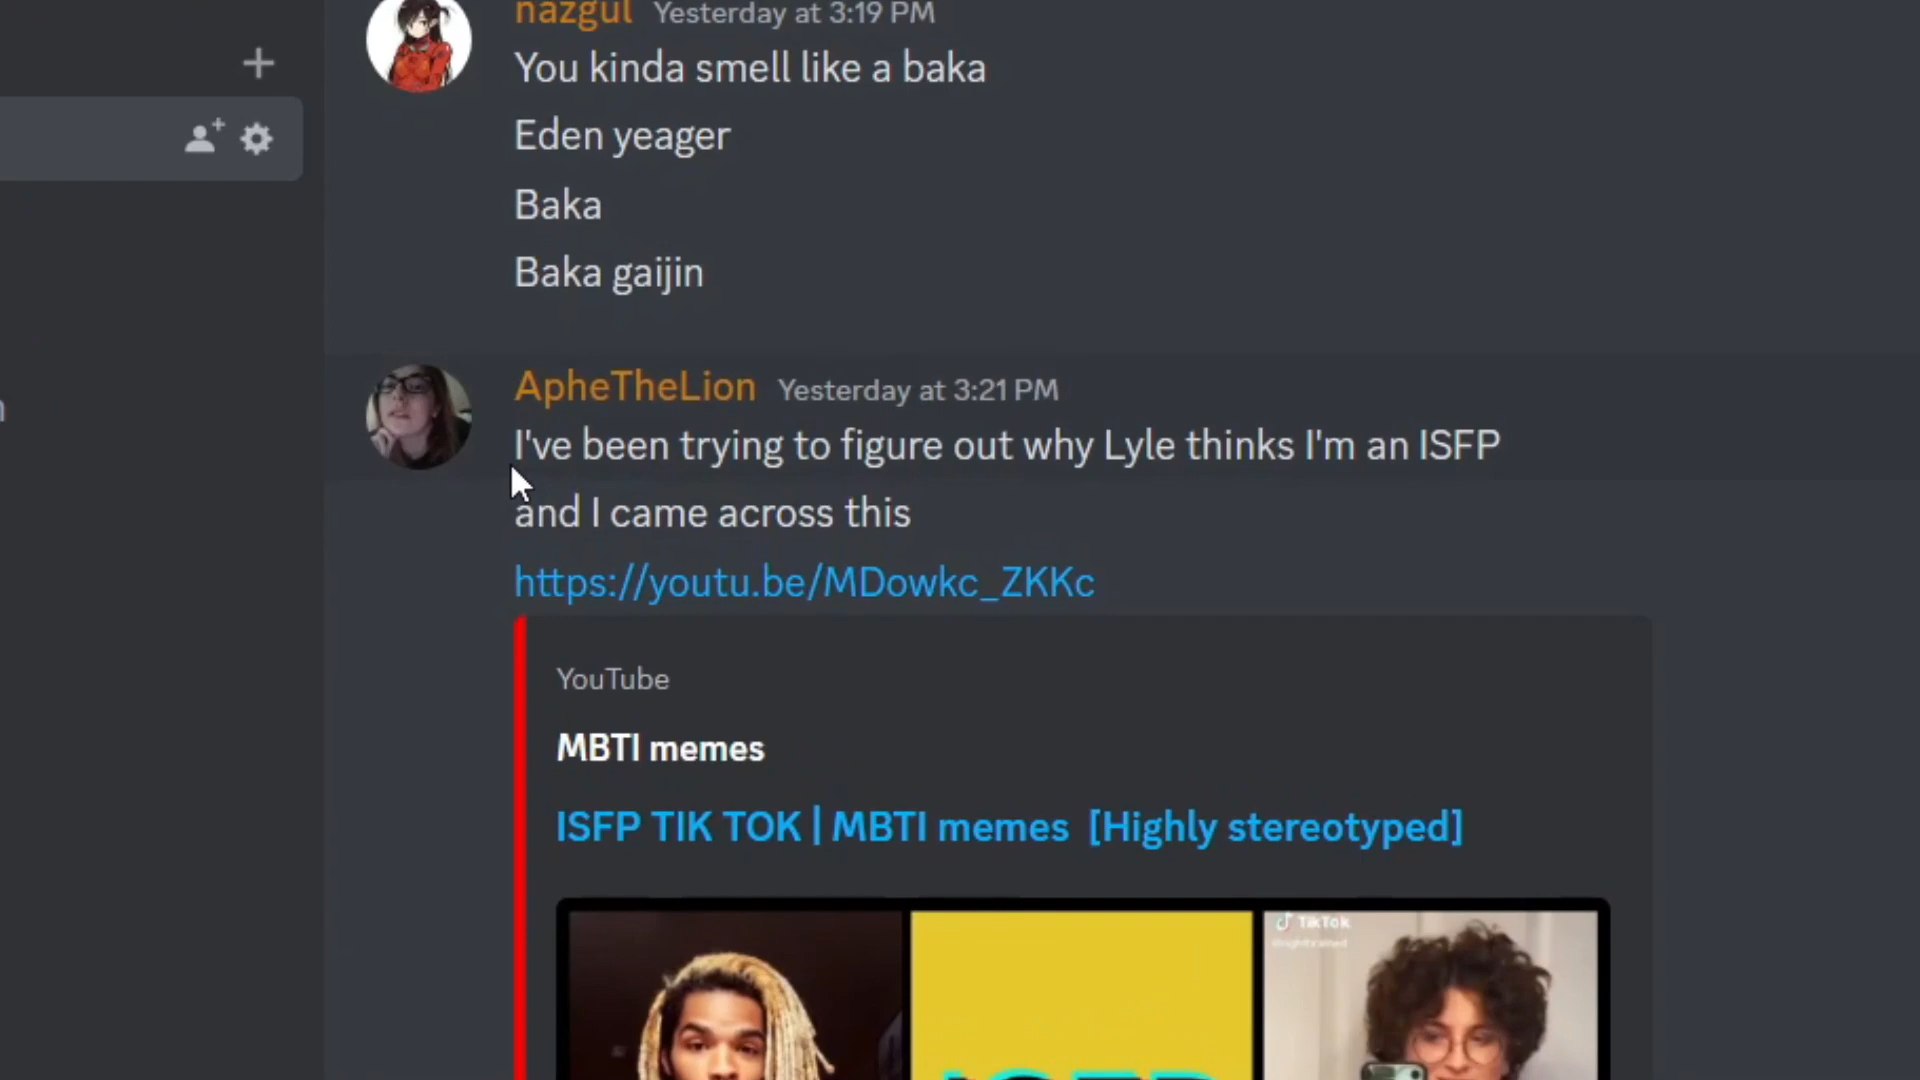 nazgul Yesterday at 3:19 PM
You kinda smell like a baka
Eden yeager
Baka
Baka gaijin
ApheTheLion Yesterday at 3:21 PM
I've been trying to figure out why Lyle thinks I'm an ISFP
and I came across this
https://youtu.be/MDowkc_ZKKc
YouTube
MBTI memes
ISFP TIK TOK | MBTI memes [Highly stereotyped]
TikTok